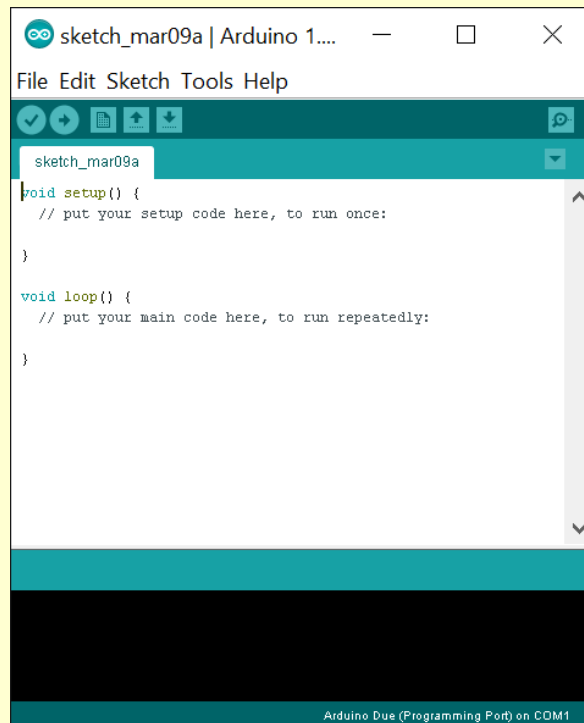 sketch_mar09a | Arduino 1....
File Edit Sketch Tools Help
sketch_mar09a
void setup() {
  // put your setup code here, to run once:

}

void loop() {
  // put your main code here, to run repeatedly:

}
Arduino Due (Programming Port) on COM1